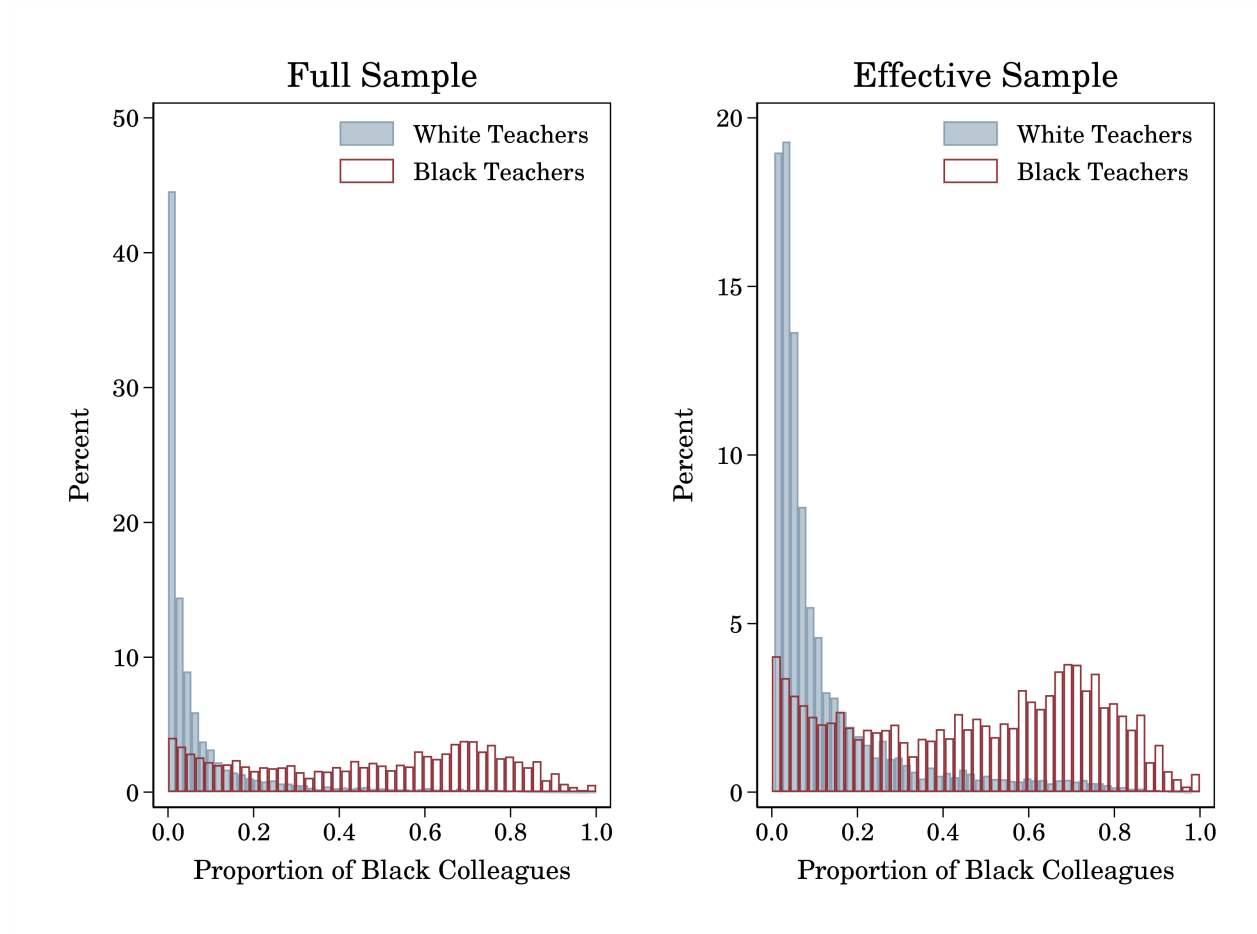 Full Sample
50
40
30
20
10
0
Percent
White Teachers
Black Teachers
0.0 0.2 0.4 0.6 0.8 1.0
Proportion of Black Colleagues
Effective Sample
20
15
10
5
0
Percent
White Teachers
Black Teachers
0.0 0.2 0.4 0.6 0.8 1.0
Proportion of Black Colleagues